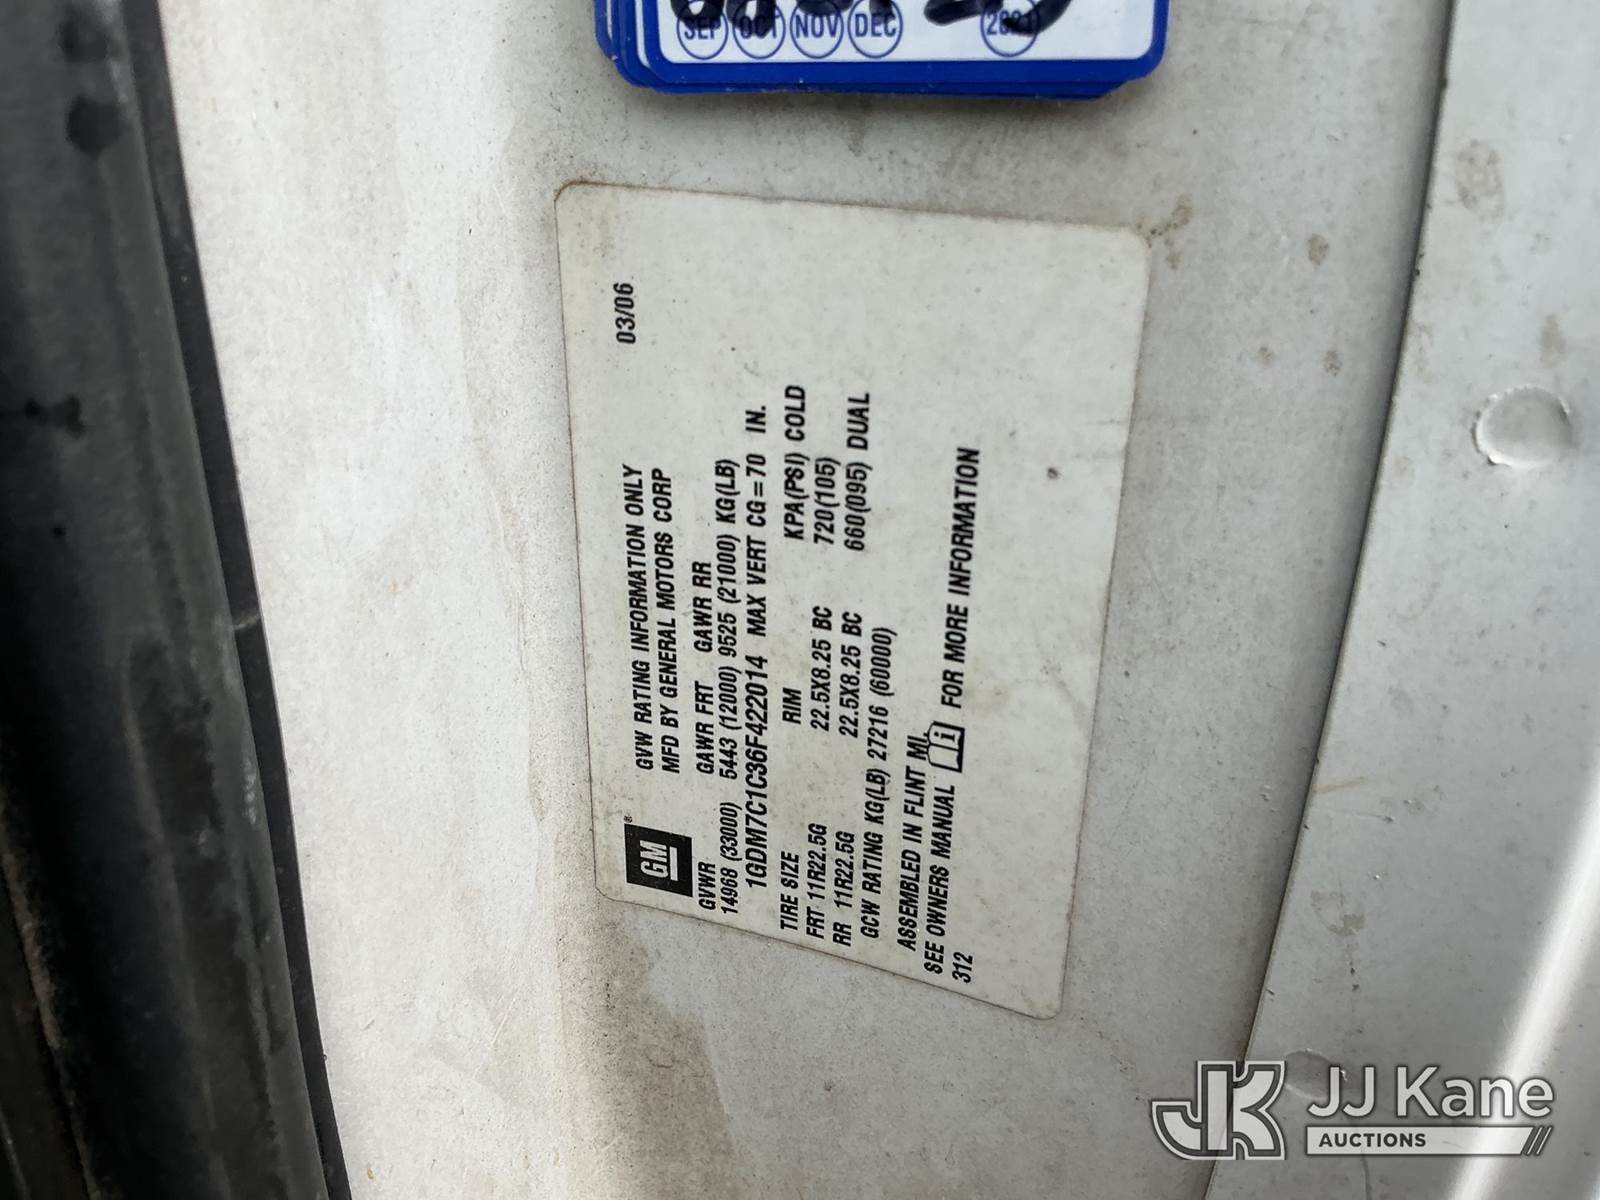 SEP OCT NOV DEC
GM
GVW RATING INFORMATION ONLY 03/06
MFD BY GENERAL MOTORS CORP
GVWR GAWR FRT GAWR RR
14968 (33000) 5443 (12000) 9525 (21000) KG(LB)
1GDM7C1C36F422014 MAX VERT CG=70 IN.
TIRE SIZE RIM KPA(PSI) COLD
FRT 11R22.5G 22.5X8.25 BC 720(105)
RR 11R22.5G 22.5X8.25 BC 660(095) DUAL
GCW RATING KG(LB) 27216 (60000)
ASSEMBLED IN FLINT MI.
SEE OWNERS MANUAL FOR MORE INFORMATION
312
JK JJ Kane
AUCTIONS